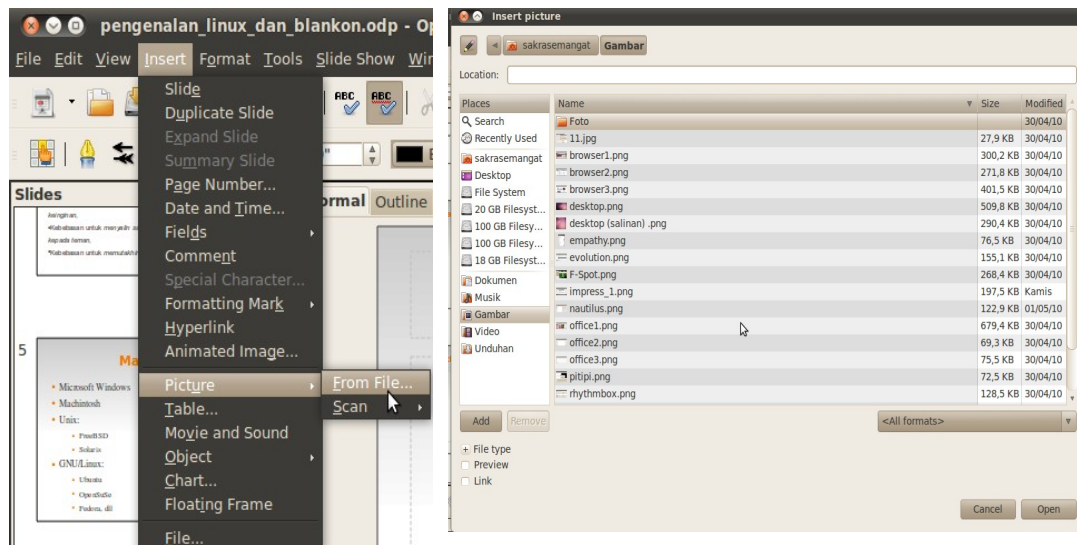 pengenalan_linux_dan_blankon.odp - Op
File Edit View Insert Format Tools Slide Show Win
Slide
Duplicate Slide
Expand Slide
Summary Slide
Page Number...
Date and Time...
Fields
Comment
Special Character...
Formatting Mark
Hyperlink
Animated Image...
Picture
From File...
Table...
Scan
Movie and Sound
Object
Chart...
Floating Frame
File...
ABC ABC
Slides
ormal Outline
keinginan,
kepada teman,
5
Ma
Microsoft Windows
Machintosh
Unix:
FreeBSD
Solaris
GNU/Linux:
Ubuntu
OpenSuSe
Fedora, dll
Insert picture
sakrasemangat Gambar
Location:
Places
Search
Recently Used
sakrasemangat
Desktop
File System
20 GB Filesyst...
100 GB Filesy...
100 GB Filesy...
18 GB Filesyst...
Dokumen
Musik
Gambar
Video
Unduhan
Name Size Modified
Foto 30/04/10
11.jpg 27,9 KB 30/04/10
browser1.png 300,2 KB 30/04/10
browser2.png 271,8 KB 30/04/10
browser3.png 401,5 KB 30/04/10
desktop.png 509,8 KB 30/04/10
desktop (salinan) .png 290,4 KB 30/04/10
empathy.png 76,5 KB 30/04/10
evolution.png 155,1 KB 30/04/10
F-Spot.png 268,4 KB 30/04/10
impress_1.png 197,5 KB Kamis
nautilus.png 122,9 KB 01/05/10
office1.png 679,4 KB 30/04/10
office2.png 69,3 KB 30/04/10
office3.png 75,5 KB 30/04/10
pitipi.png 72,5 KB 30/04/10
rhythmbox.png 128,5 KB 30/04/10
Add Remove
<All formats>
File type
Preview
Link
Cancel Open